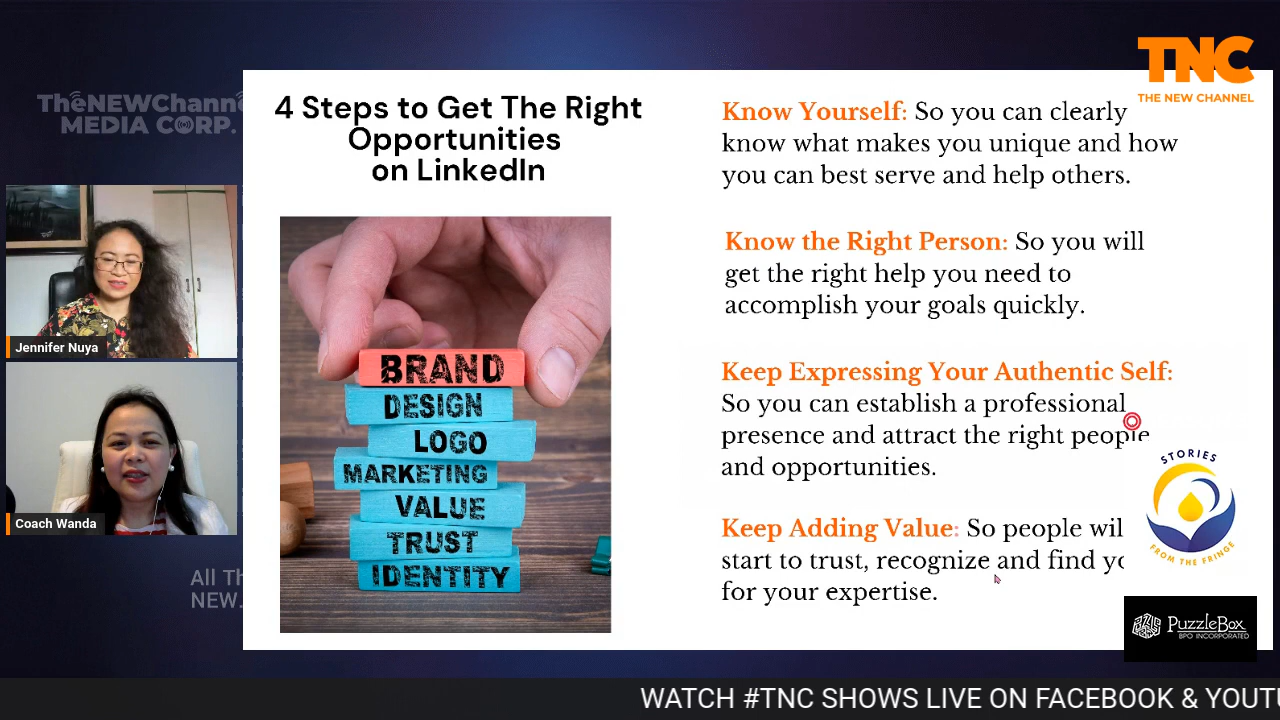 TheNEWChann
MEDIA CORP.
Jennifer Nuya
Coach Wanda
All Th
NEW.
4 Steps to Get The Right
Opportunities
on LinkedIn
BRAND
DESIGN
LOGO
MARKETING
VALUE
TRUST
IDENTITY
Know Yourself: So you can clearly
know what makes you unique and how
you can best serve and help others.
Know the Right Person: So you will
get the right help you need to
accomplish your goals quickly.
Keep Expressing Your Authentic Self:
So you can establish a professional
presence and attract the right people
and opportunities.
Keep Adding Value: So people wil
start to trust, recognize and find yo
for your expertise.
TNC
THE NEW CHANNEL
STORIES
FROM THE FRINGE
PuzzleBox
BPO INCORPORATED
WATCH #TNC SHOWS LIVE ON FACEBOOK & YOUTU